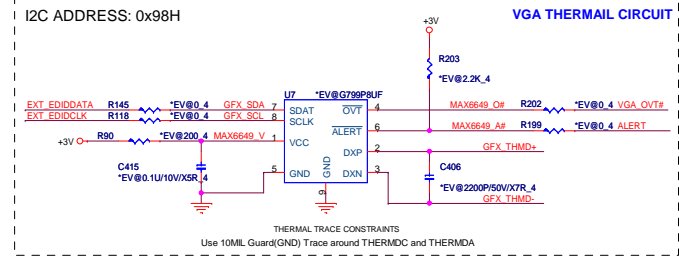 I2C ADDRESS: 0x98H
VGA THERMAIL CIRCUIT
+3V
R203
*EV@2.2K_4
U7 *EV@G799P8UF
EXT_EDIDDATA R145 *EV@0_4 GFX_SDA 7 SDAT
EXT_EDIDCLK R118 *EV@0_4 GFX_SCL 8 SCLK
+3V R90 *EV@200_4 MAX6649_V 1 VCC
OVT 4 MAX6649_O# R202 *EV@0_4 VGA_OVT#
ALERT 6 MAX6649_A# R199 *EV@0_4 ALERT
DXP 2 GFX_THMD+
C415
*EV@0.1U/10V/X5R_4
5 GND
GND
9
DXN 3
C406
*EV@2200P/50V/X7R_4
GFX_THMD-
THERMAL TRACE CONSTRAINTS
Use 10MIL Guard(GND) Trace around THERMDC and THERMDA